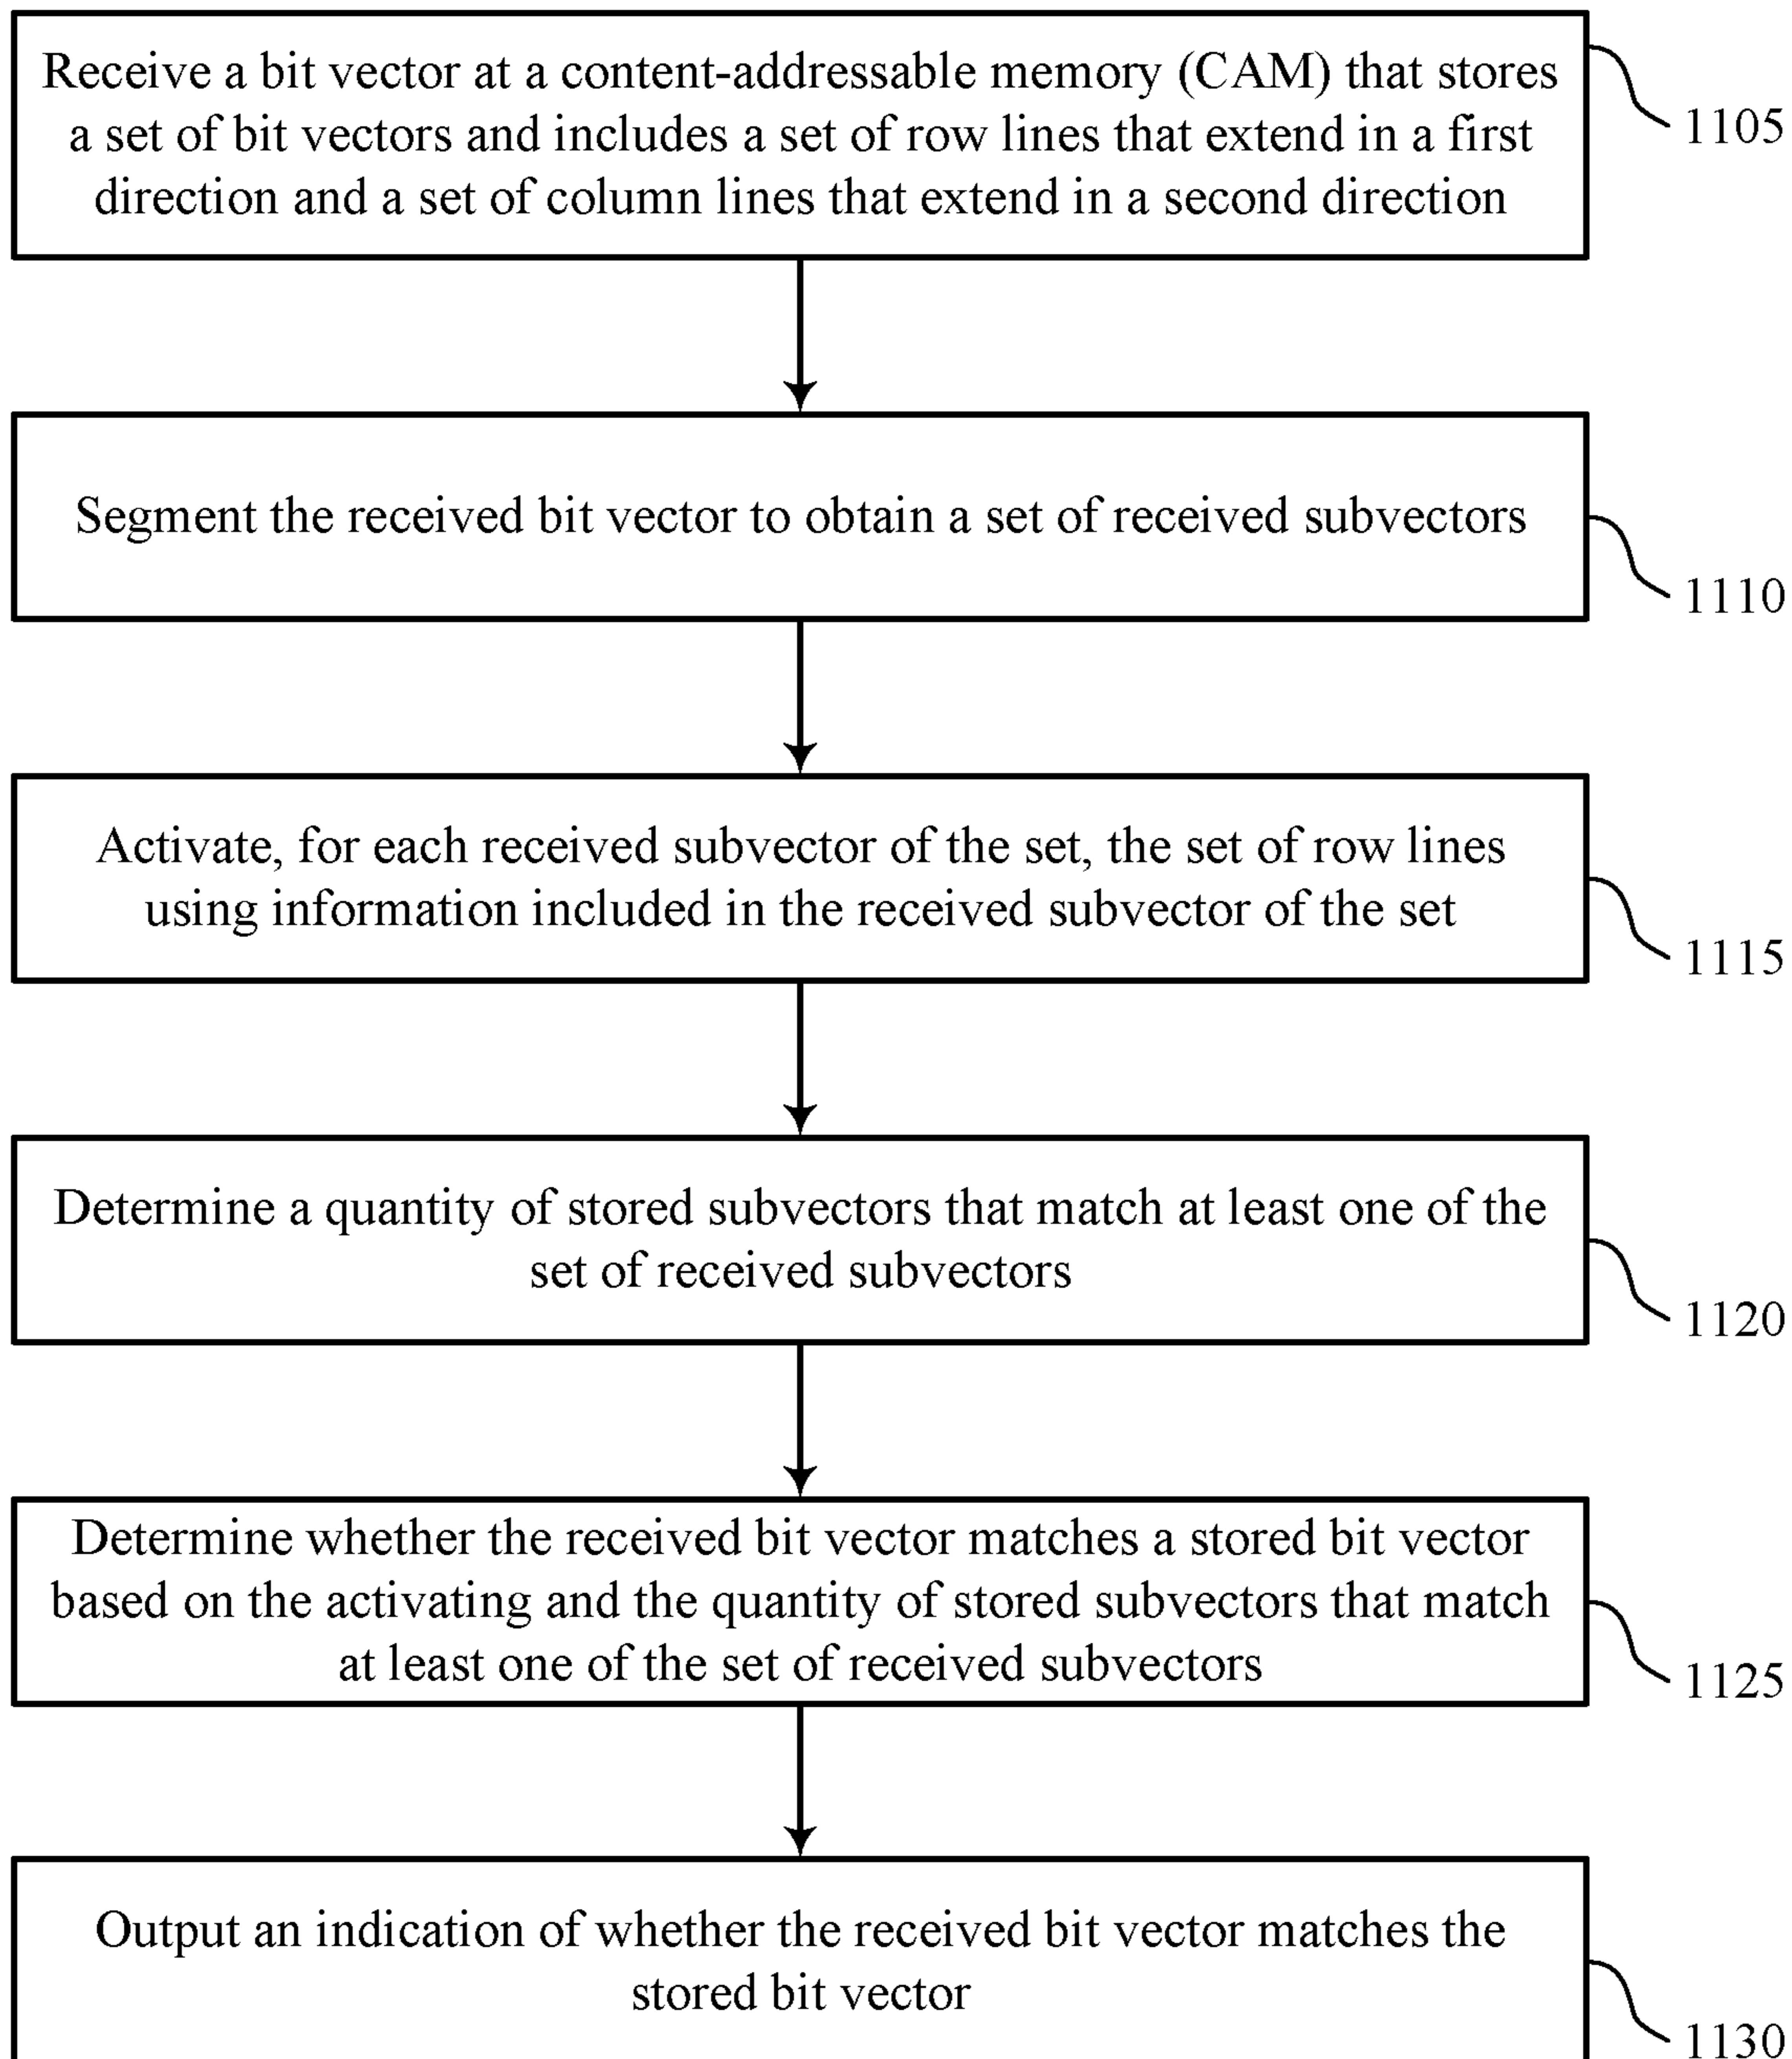 Receive a bit vector at a content-addressable memory (CAM) that stores
a set of bit vectors and includes a set of row lines that extend in a first
direction and a set of column lines that extend in a second direction
1105
Segment the received bit vector to obtain a set of received subvectors
1110
Activate, for each received subvector of the set, the set of row lines
using information included in the received subvector of the set
1115
Determine a quantity of stored subvectors that match at least one of the
set of received subvectors
1120
Determine whether the received bit vector matches a stored bit vector
based on the activating and the quantity of stored subvectors that match
at least one of the set of received subvectors
1125
Output an indication of whether the received bit vector matches the
stored bit vector
1130